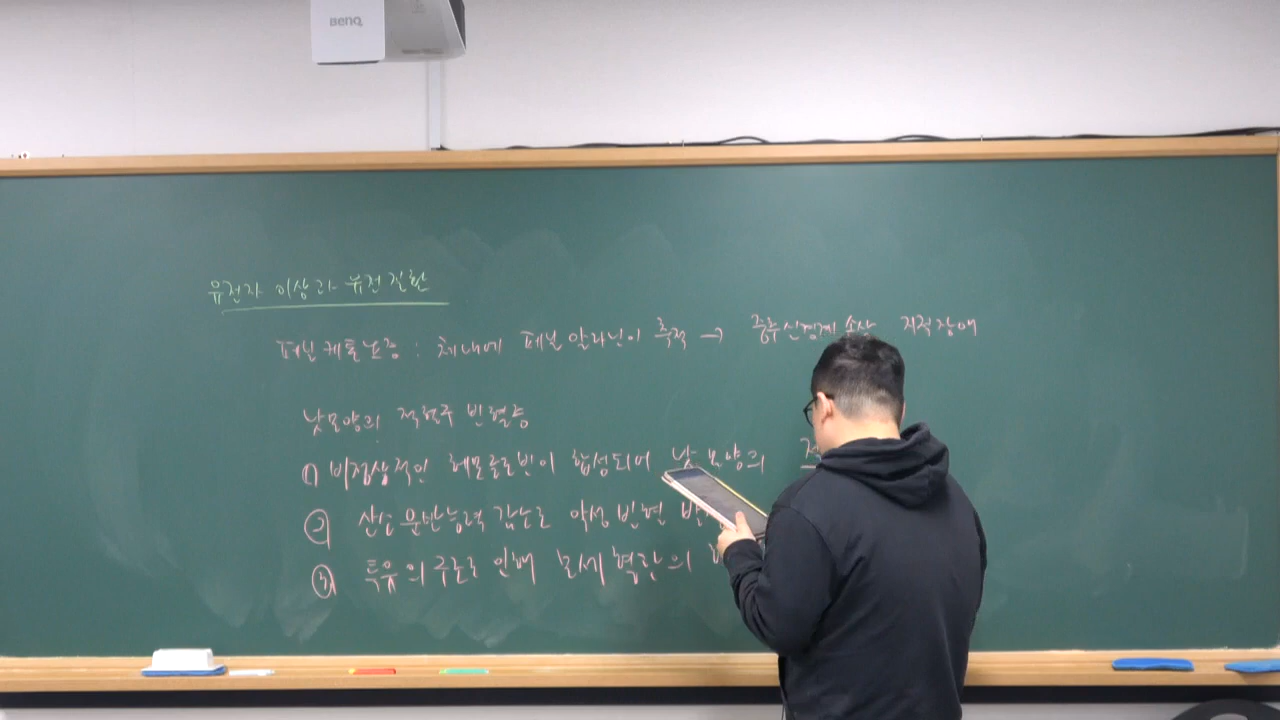 BenQ
유전자 이상과 유전 질환
페닐케톤뇨증 : 체내에 페닐알라닌이 축적 → 중추신경계 손상 지적장애
낫모양의 적혈구 빈혈증
① 비정상적인 헤모글로빈이 합성되어 낫모양의 적
② 산소 운반능력 감소로 악성 빈혈
③ 특유의 구조로 인해 모세혈관의